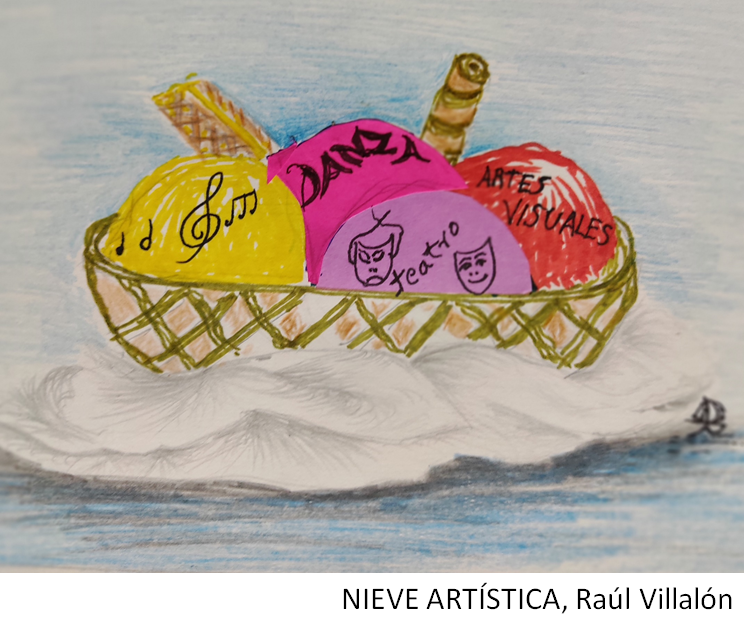 DANZA
ARTES
VISUALES
teatro
NIEVE ARTÍSTICA, Raúl Villalón